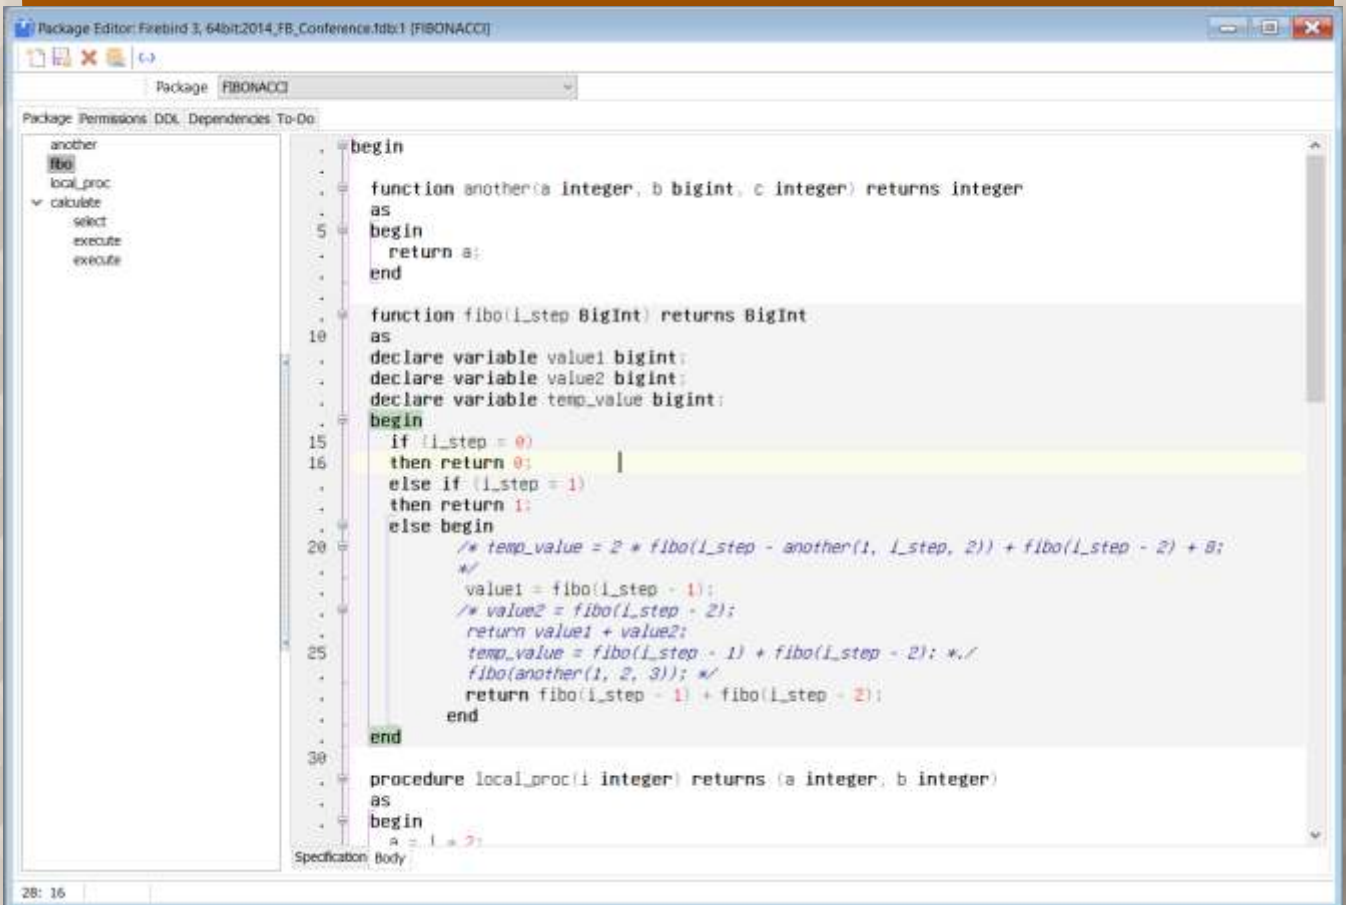 Package Editor: Firebird 3, 64bit:2014_FB_Conference.fdb:1 [FIBONACCI]
Package FIBONACCI
Package Permissions DDL Dependencies To-Do
another
fibo
local_proc
calculate
select
execute
execute
begin
function another(a integer, b bigint, c integer) returns integer
as
5 begin
return a;
end
function fibo(i_step BigInt) returns BigInt
10 as
declare variable value1 bigint;
declare variable value2 bigint;
declare variable temp_value bigint;
begin
15 if (i_step = 0)
16 then return 0;
else if (i_step = 1)
then return 1;
else begin
20 /* temp_value = 2 * fibo(i_step - another(1, i_step, 2)) + fibo(i_step - 2) + 8;
*/
value1 = fibo(i_step - 1);
/* value2 = fibo(i_step - 2);
return value1 + value2;
25 temp_value = fibo(i_step - 1) + fibo(i_step - 2); *./
fibo(another(1, 2, 3)); */
return fibo(i_step - 1) + fibo(i_step - 2);
end
end
30
procedure local_proc(i integer) returns (a integer, b integer)
as
begin
a = i * 2;
Specification Body
28: 16